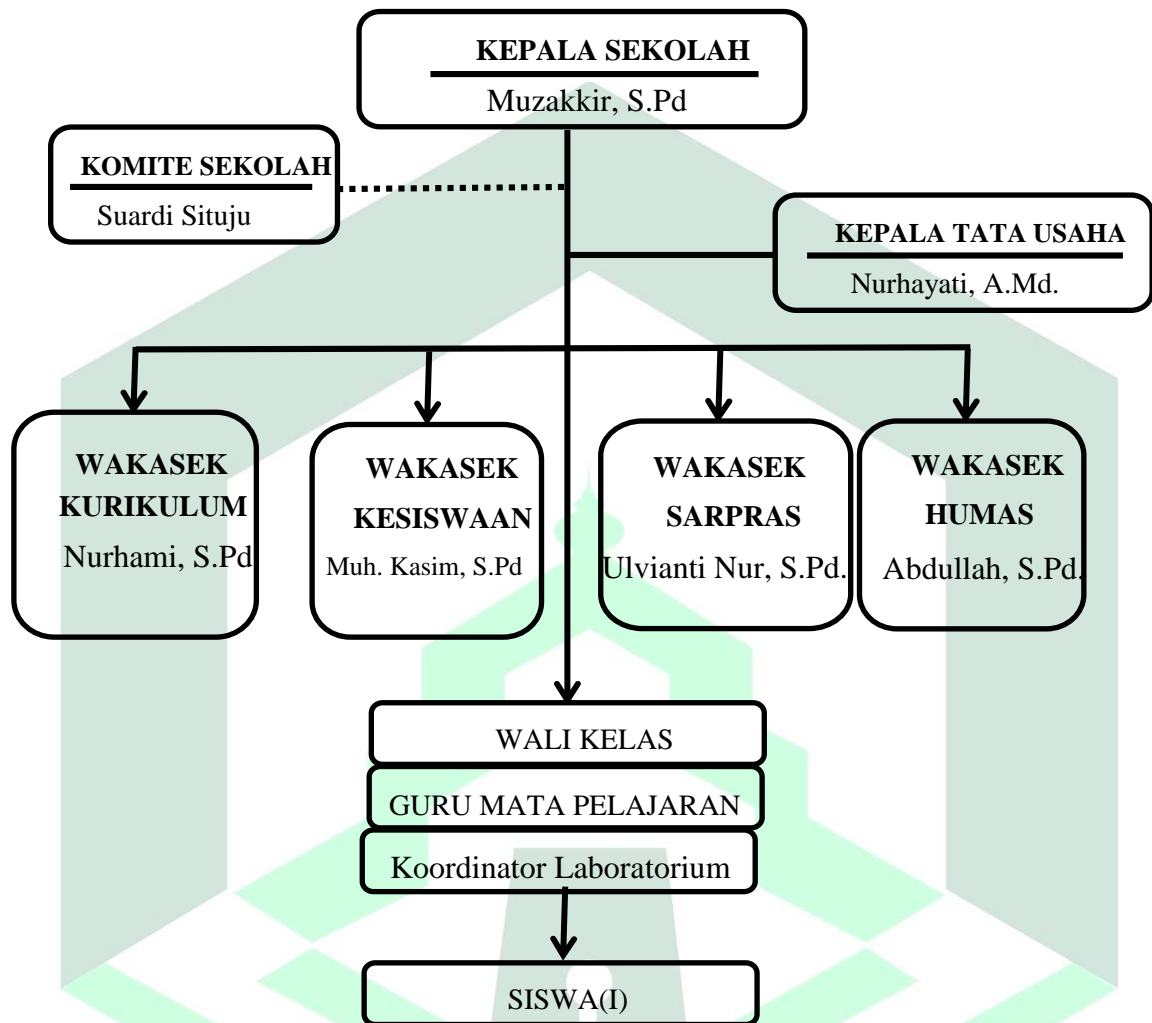 KEPALA SEKOLAH
Muzakkir, S.Pd
KOMITE SEKOLAH
Suardi Situju
KEPALA TATA USAHA
Nurhayati, A.Md.
WAKASEK
KURIKULUM
Nurhami, S.Pd
WAKASEK
KESISWAAN
Muh. Kasim, S.Pd
WAKASEK
SARPRAS
Ulvianti Nur, S.Pd.
WAKASEK
HUMAS
Abdullah, S.Pd.
WALI KELAS
GURU MATA PELAJARAN
Koordinator Laboratorium
SISWA(I)